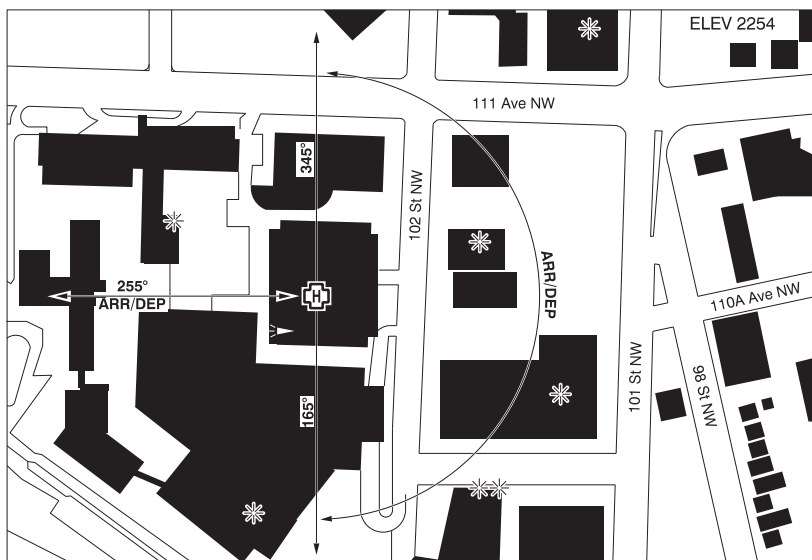 ELEV 2254
111 Ave NW
345°
102 St NW
255°
ARR/DEP
H
ARR/DEP
110A Ave NW
165°
101 St NW
98 St NW